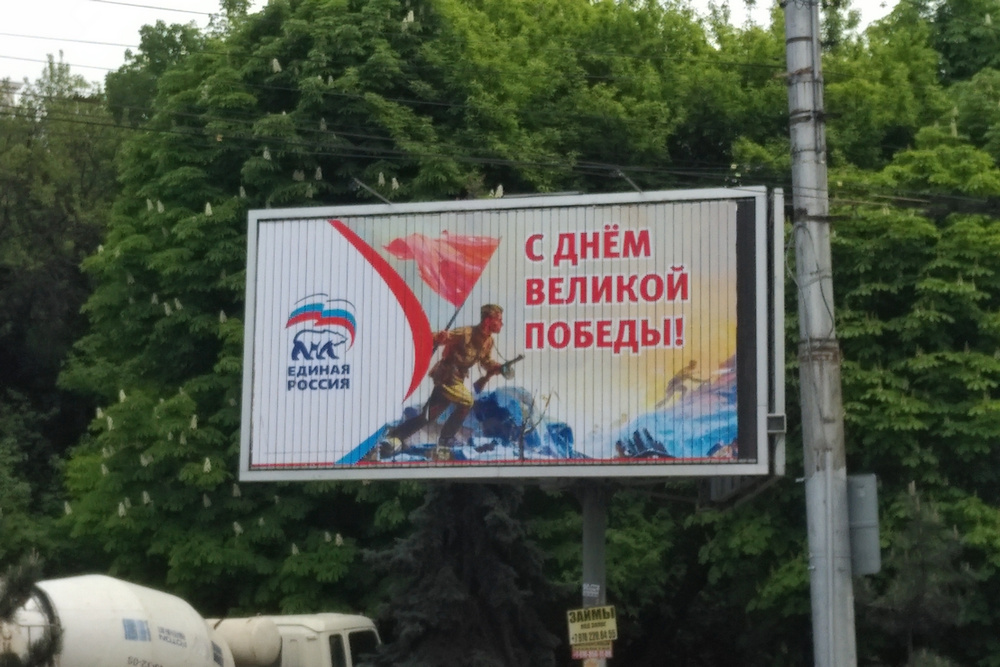 С ДНЁМ
ВЕЛИКОЙ
ПОБЕДЫ!
ЕДИНАЯ
РОССИЯ
ЗАЙМЫ